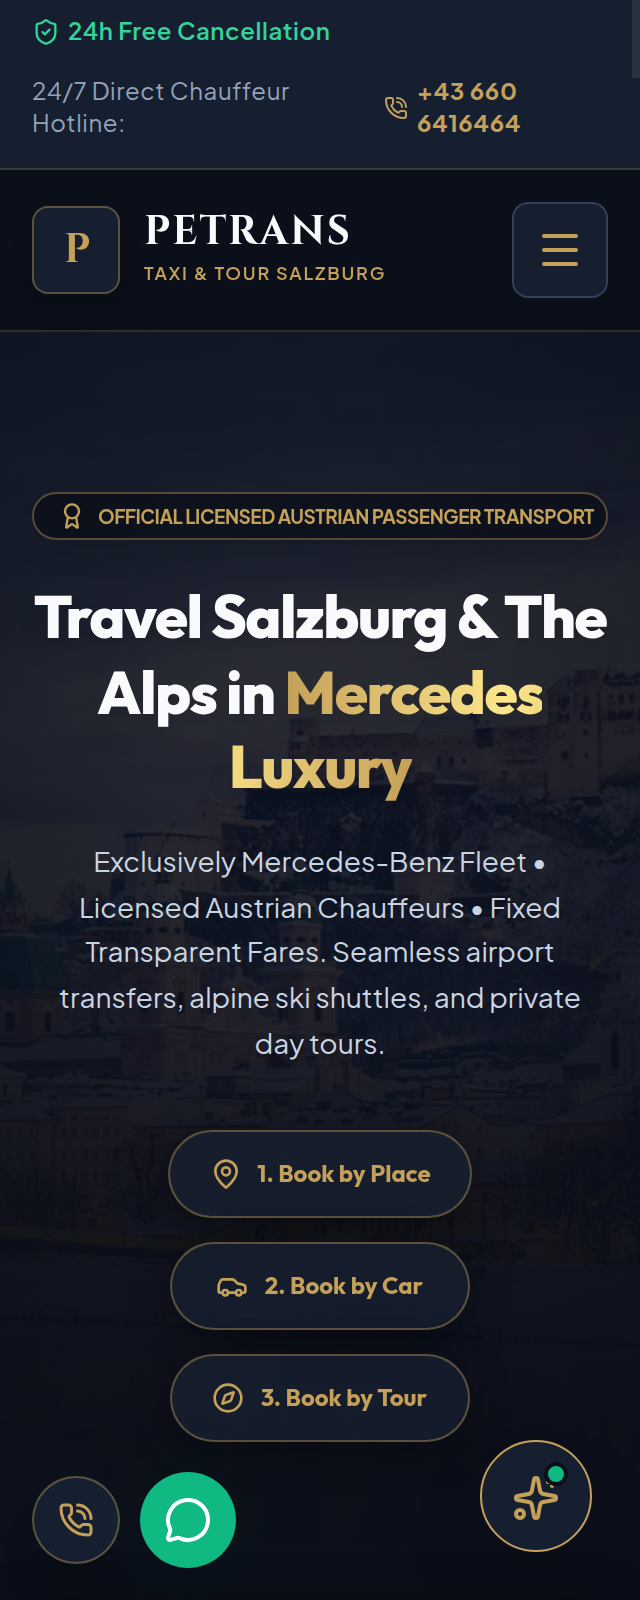 24h Free Cancellation
24/7 Direct Chauffeur
Hotline:
+43 660
6416464
P
PETRANS
TAXI & TOUR SALZBURG
OFFICIAL LICENSED AUSTRIAN PASSENGER TRANSPORT
Travel Salzburg & The
Alps in Mercedes
Luxury
Exclusively Mercedes-Benz Fleet •
Licensed Austrian Chauffeurs • Fixed
Transparent Fares. Seamless airport
transfers, alpine ski shuttles, and private
day tours.
1. Book by Place
2. Book by Car
3. Book by Tour